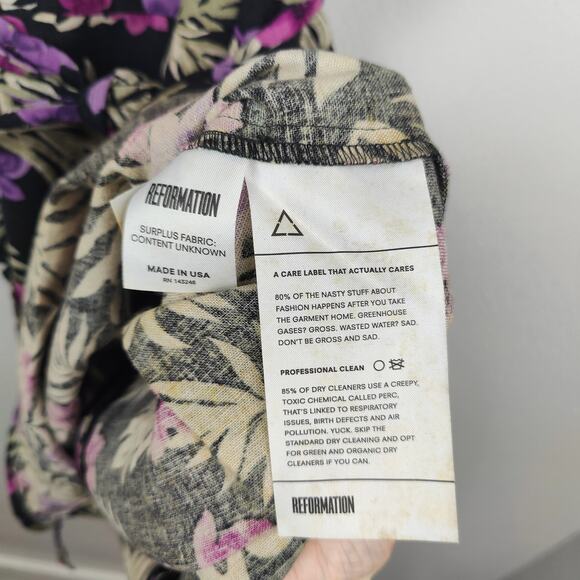 REFORMATION
SURPLUS FABRIC:
CONTENT UNKNOWN
MADE IN USA
RN 143246
A CARE LABEL THAT ACTUALLY CARES
80% OF THE NASTY STUFF ABOUT
FASHION HAPPENS AFTER YOU TAKE
THE GARMENT HOME. GREENHOUSE
GASES? GROSS. WASTED WATER? SAD.
DON'T BE GROSS AND SAD.
PROFESSIONAL CLEAN
85% OF DRY CLEANERS USE A CREEPY,
TOXIC CHEMICAL CALLED PERC,
THAT'S LINKED TO RESPIRATORY
ISSUES, BIRTH DEFECTS AND AIR
POLLUTION. YUCK. SKIP THE
STANDARD DRY CLEANING AND OPT
FOR GREEN AND ORGANIC DRY
CLEANERS IF YOU CAN.
REFORMATION